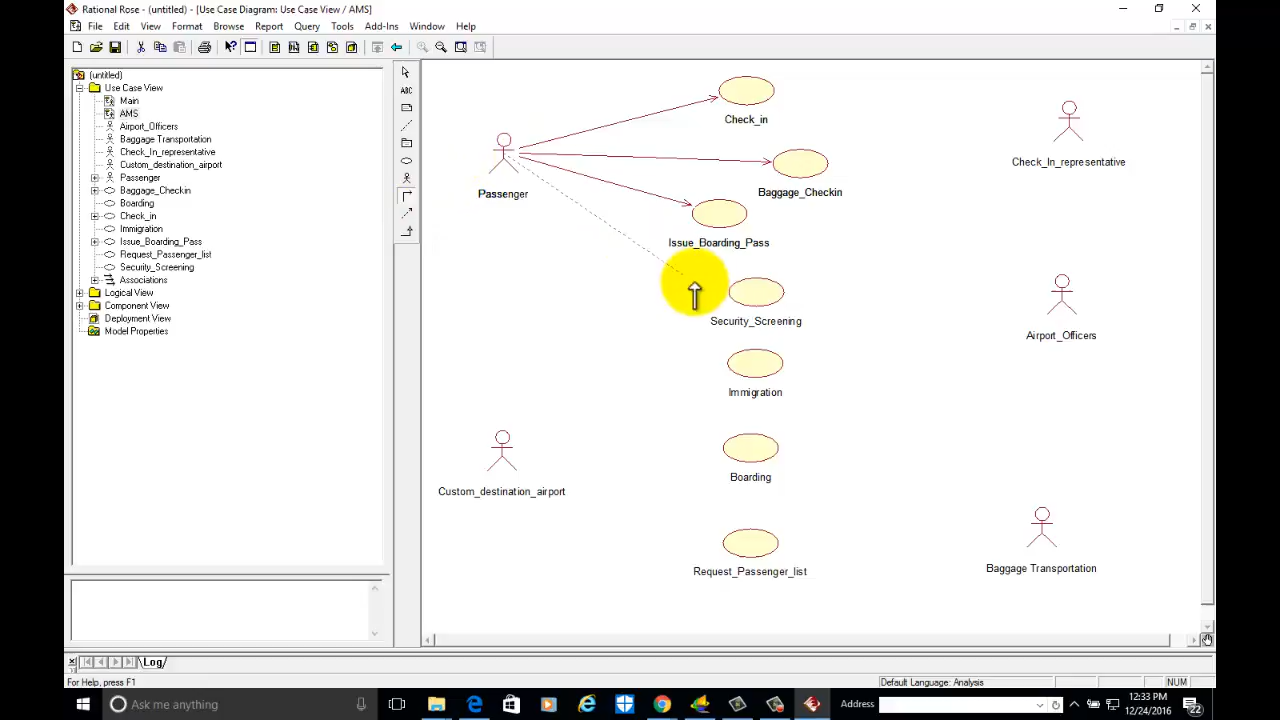 Rational Rose - (untitled) - [Use Case Diagram: Use Case View / AMS]
File Edit View Format Browse Report Query Tools Add-Ins Window Help
(untitled)
Use Case View
Main
AMS
Airport_Officers
Baggage Transportation
Check_In_representative
Custom_destination_airport
Passenger
Baggage_Checkin
Boarding
Check_in
Immigration
Issue_Boarding_Pass
Request_Passenger_list
Security_Screening
Associations
Logical View
Component View
Deployment View
Model Properties
ABC
Check_in
Check_In_representative
Passenger
Baggage_Checkin
Issue_Boarding_Pass
Security_Screening
Airport_Officers
Immigration
Boarding
Custom_destination_airport
Request_Passenger_list
Baggage Transportation
Log
For Help, press F1
Default Language: Analysis
NUM
Ask me anything
Address
12:33 PM
12/24/2016
22